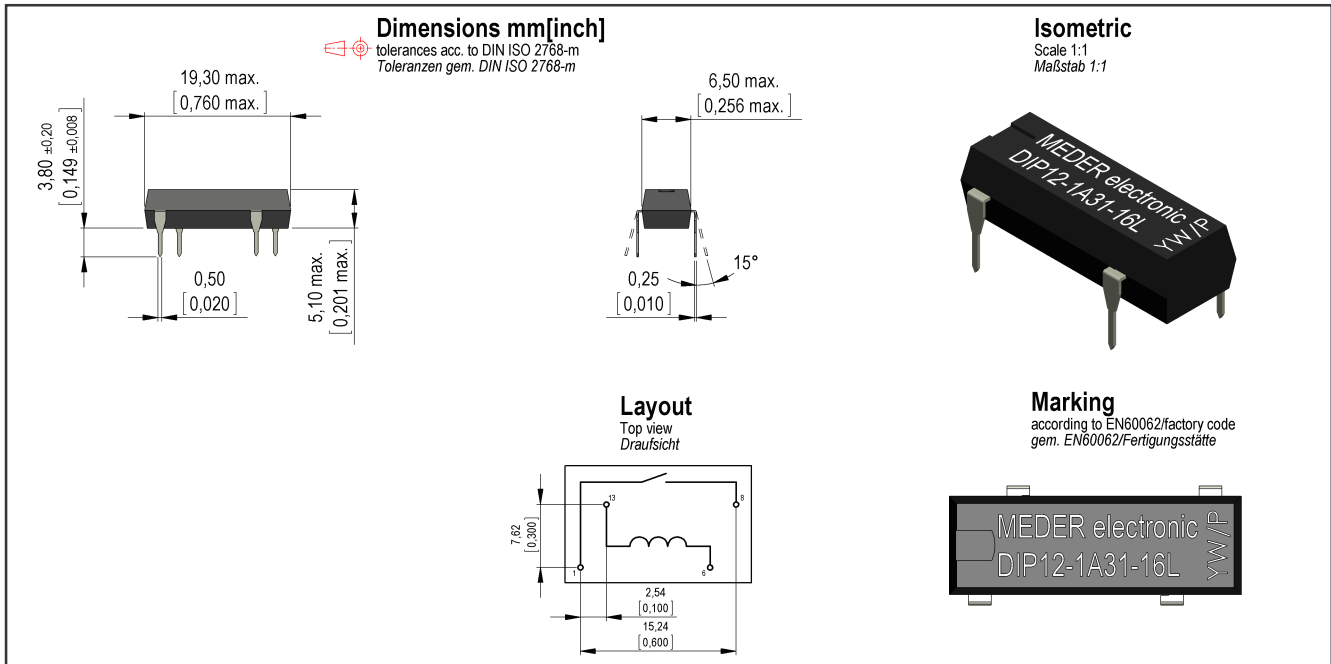 Dimensions mm[inch]
tolerances acc. to DIN ISO 2768-m
Toleranzen gem. DIN ISO 2768-m
19,30 max.
[0,760 max.]
3,80 ±0,20
[0,149 ±0,008]
0,50
[0,020]
5,10 max.
[0,201 max.]
6,50 max.
[0,256 max.]
0,25
[0,010]
15°
Isometric
Scale 1:1
Maßstab 1:1
MEDER electronic
DIP12-1A31-16L
YW/P
Layout
Top view
Draufsicht
13
8
7,62
[0,300]
1
6
2,54
[0,100]
15,24
[0,600]
Marking
according to EN60062/factory code
gem. EN60062/Fertigungsstätte
MEDER electronic
DIP12-1A31-16L
YW/P